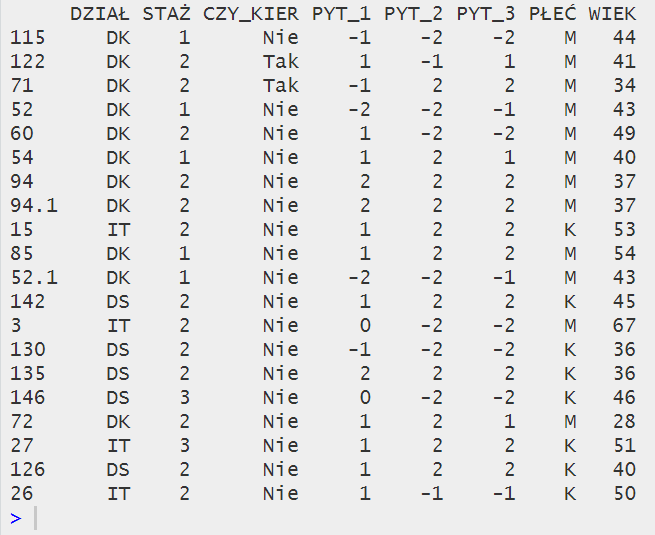 DZIAŁ STAŻ CZY_KIER PYT_1 PYT_2 PYT_3 PŁEĆ WIEK
115 DK 1 Nie -1 -2 -2 M 44
122 DK 2 Tak 1 -1 1 M 41
71 DK 2 Tak -1 2 2 M 34
52 DK 1 Nie -2 -2 -1 M 43
60 DK 2 Nie 1 -2 -2 M 49
54 DK 1 Nie 1 2 1 M 40
94 DK 2 Nie 2 2 2 M 37
94.1 DK 2 Nie 2 2 2 M 37
15 IT 2 Nie 1 2 2 K 53
85 DK 1 Nie 1 2 2 M 54
52.1 DK 1 Nie -2 -2 -1 M 43
142 DS 2 Nie 1 2 2 K 45
3 IT 2 Nie 0 -2 -2 M 67
130 DS 2 Nie -1 -2 -2 K 36
135 DS 2 Nie 2 2 2 K 36
146 DS 3 Nie 0 -2 -2 K 46
72 DK 2 Nie 1 2 1 M 28
27 IT 3 Nie 1 2 2 K 51
126 DS 2 Nie 1 2 2 K 40
26 IT 2 Nie 1 -1 -1 K 50
>